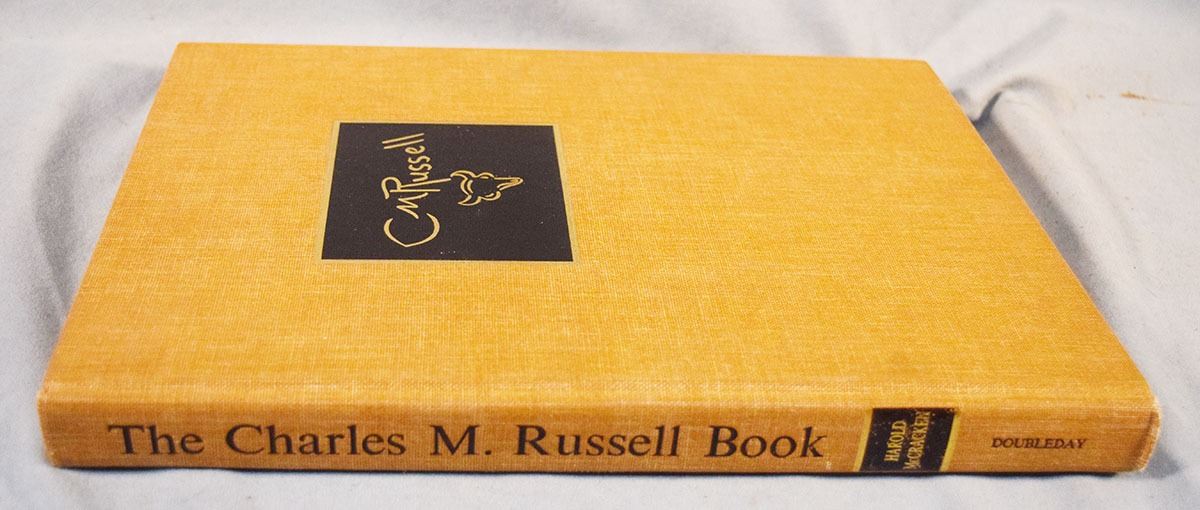 CMRussell
The Charles M. Russell Book
HAROLD
McCRACKEN
DOUBLEDAY